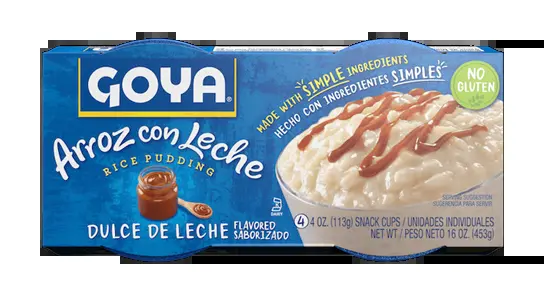 GOYA®
Arroz con Leche
RICE PUDDING
DULCE DE LECHE
FLAVORED
SABORIZADO
MADE WITH SIMPLE INGREDIENTS
HECHO CON INGREDIENTES SIMPLES
NO
GLUTEN
DAIRY
SERVING SUGGESTION
SUGERENCIA PARA SERVIR
4 4 OZ. (113g) SNACK CUPS / UNIDADES INDIVIDUALES
NET WT / PESO NETO 16 OZ. (453g)